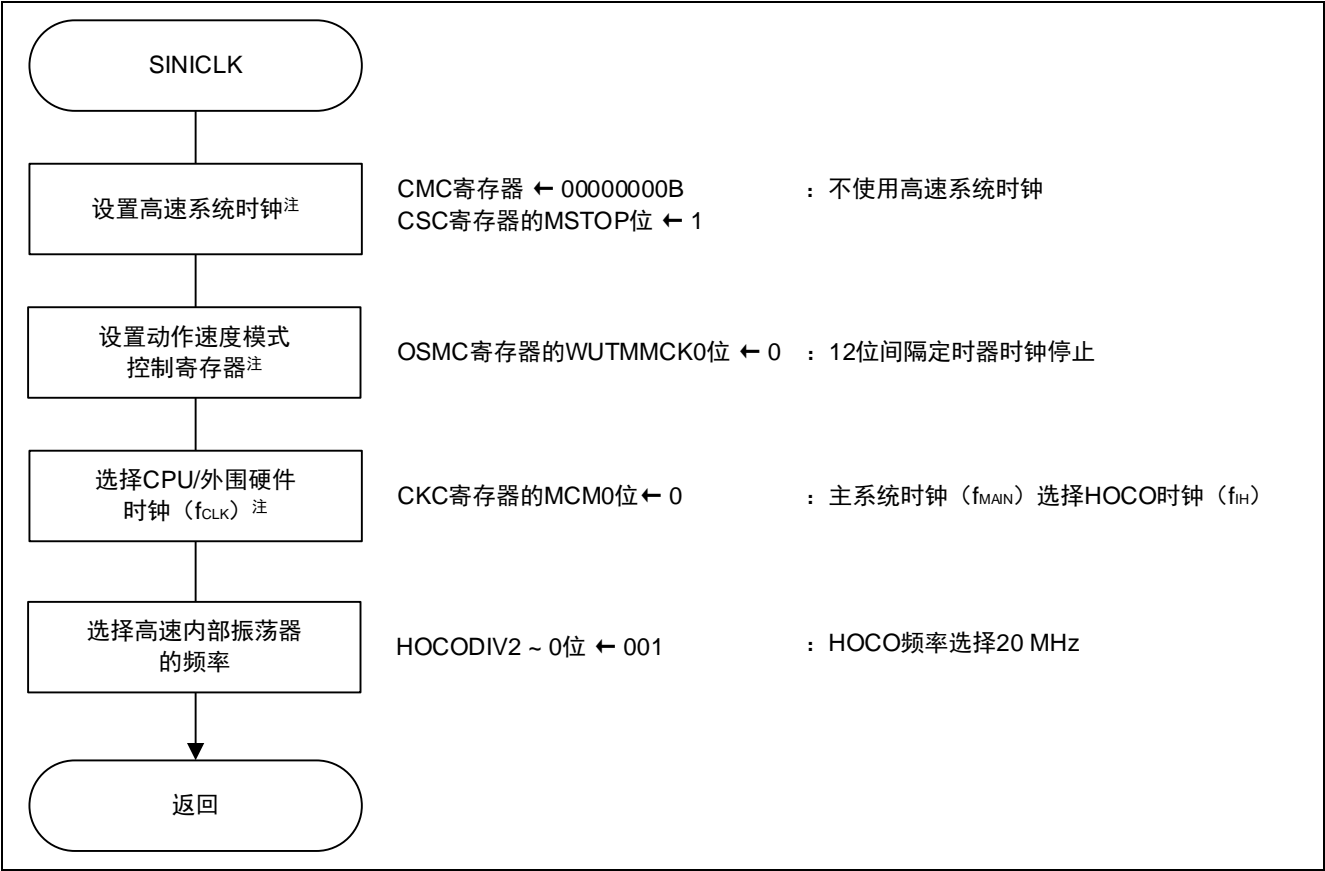 SINICLK
设置高速系统时钟注
CMC寄存器 ← 00000000B ：不使用高速系统时钟
CSC寄存器的MSTOP位 ← 1
设置动作速度模式
控制寄存器注
OSMC寄存器的WUTMMCK0位 ← 0 ：12位间隔定时器时钟停止
选择CPU/外围硬件
时钟（fCLK）注
CKC寄存器的MCM0位← 0 ：主系统时钟（fMAIN）选择HOCO时钟（fIH）
选择高速内部振荡器
的频率
HOCODIV2 ~ 0位 ← 001 ：HOCO频率选择20 MHz
返回